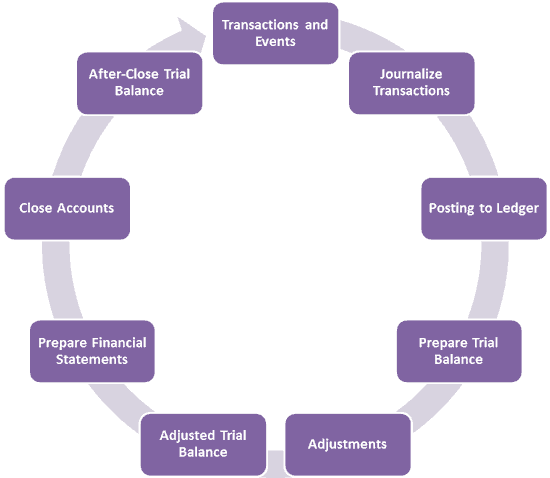 Transactions and
Events
Journalize
Transactions
Posting to Ledger
Prepare Trial
Balance
Adjustments
Adjusted Trial
Balance
Prepare Financial
Statements
Close Accounts
After-Close Trial
Balance